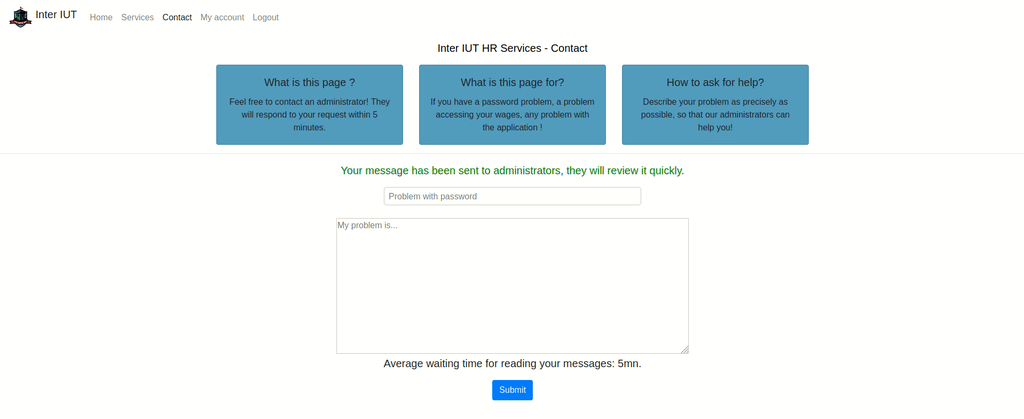 Inter IUT Home Services Contact My account Logout
Inter IUT HR Services - Contact
What is this page ?
Feel free to contact an administrator! They
will respond to your request within 5
minutes.
What is this page for?
If you have a password problem, a problem
accessing your wages, any problem with
the application !
How to ask for help?
Describe your problem as precisely as
possible, so that our administrators can
help you!
Your message has been sent to administrators, they will review it quickly.
Problem with password
My problem is...
Average waiting time for reading your messages: 5mn.
Submit